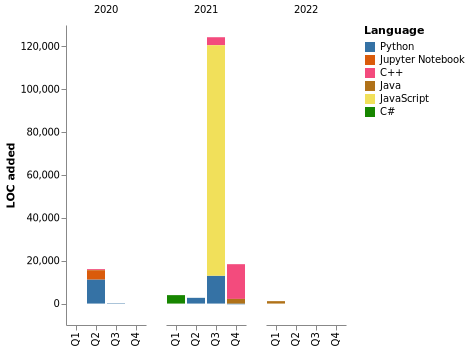 2020 2021 2022
Language
Python
Jupyter Notebook
C++
Java
JavaScript
C#
LOC added
120,000
100,000
80,000
60,000
40,000
20,000
0
Q1 Q2 Q3 Q4 Q1 Q2 Q3 Q4 Q1 Q2 Q3 Q4